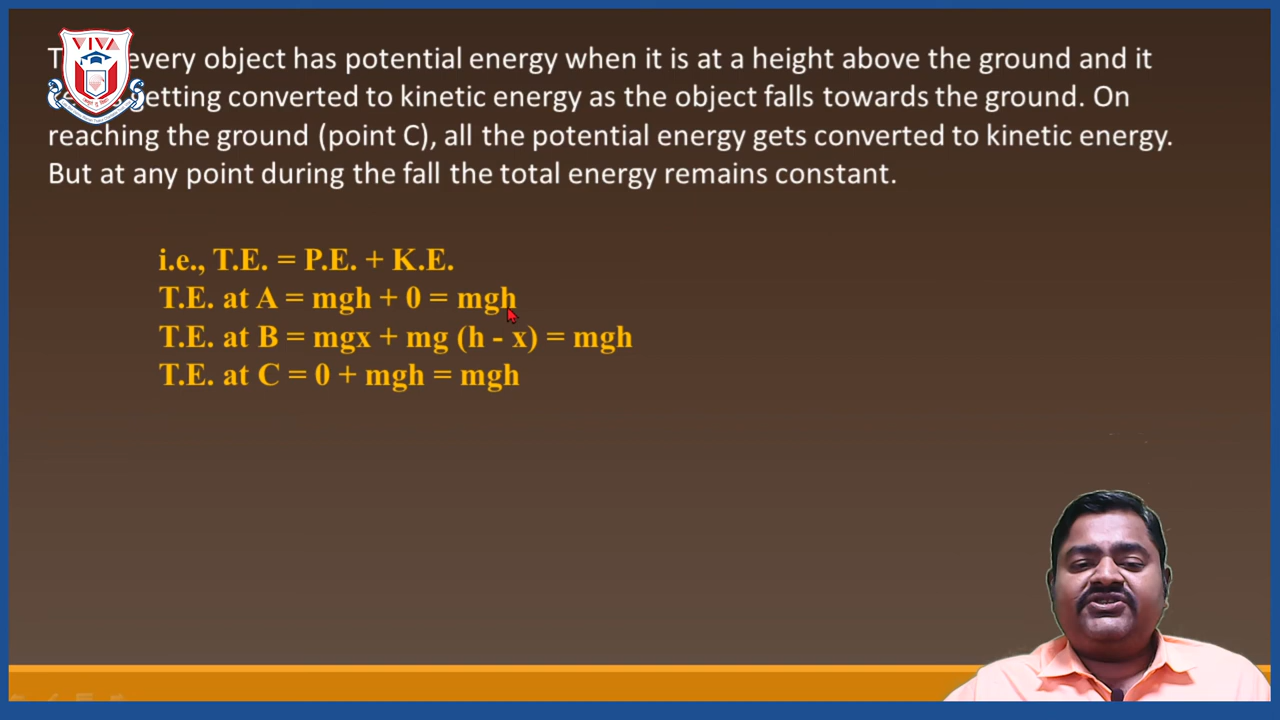 VIVA
T every object has potential energy when it is at a height above the ground and it
getting converted to kinetic energy as the object falls towards the ground. On
reaching the ground (point C), all the potential energy gets converted to kinetic energy.
But at any point during the fall the total energy remains constant.
i.e., T.E. = P.E. + K.E.
T.E. at A = mgh + 0 = mgh
T.E. at B = mgx + mg (h - x) = mgh
T.E. at C = 0 + mgh = mgh